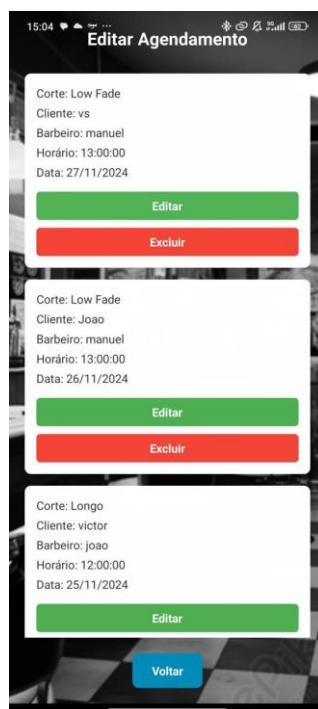 15:04
Editar Agendamento
Corte: Low Fade
Cliente: vs
Barbeiro: manuel
Horário: 13:00:00
Data: 27/11/2024
Editar
Excluir
Corte: Low Fade
Cliente: Joao
Barbeiro: manuel
Horário: 13:00:00
Data: 26/11/2024
Editar
Excluir
Corte: Longo
Cliente: victor
Barbeiro: joao
Horário: 12:00:00
Data: 25/11/2024
Editar
Voltar